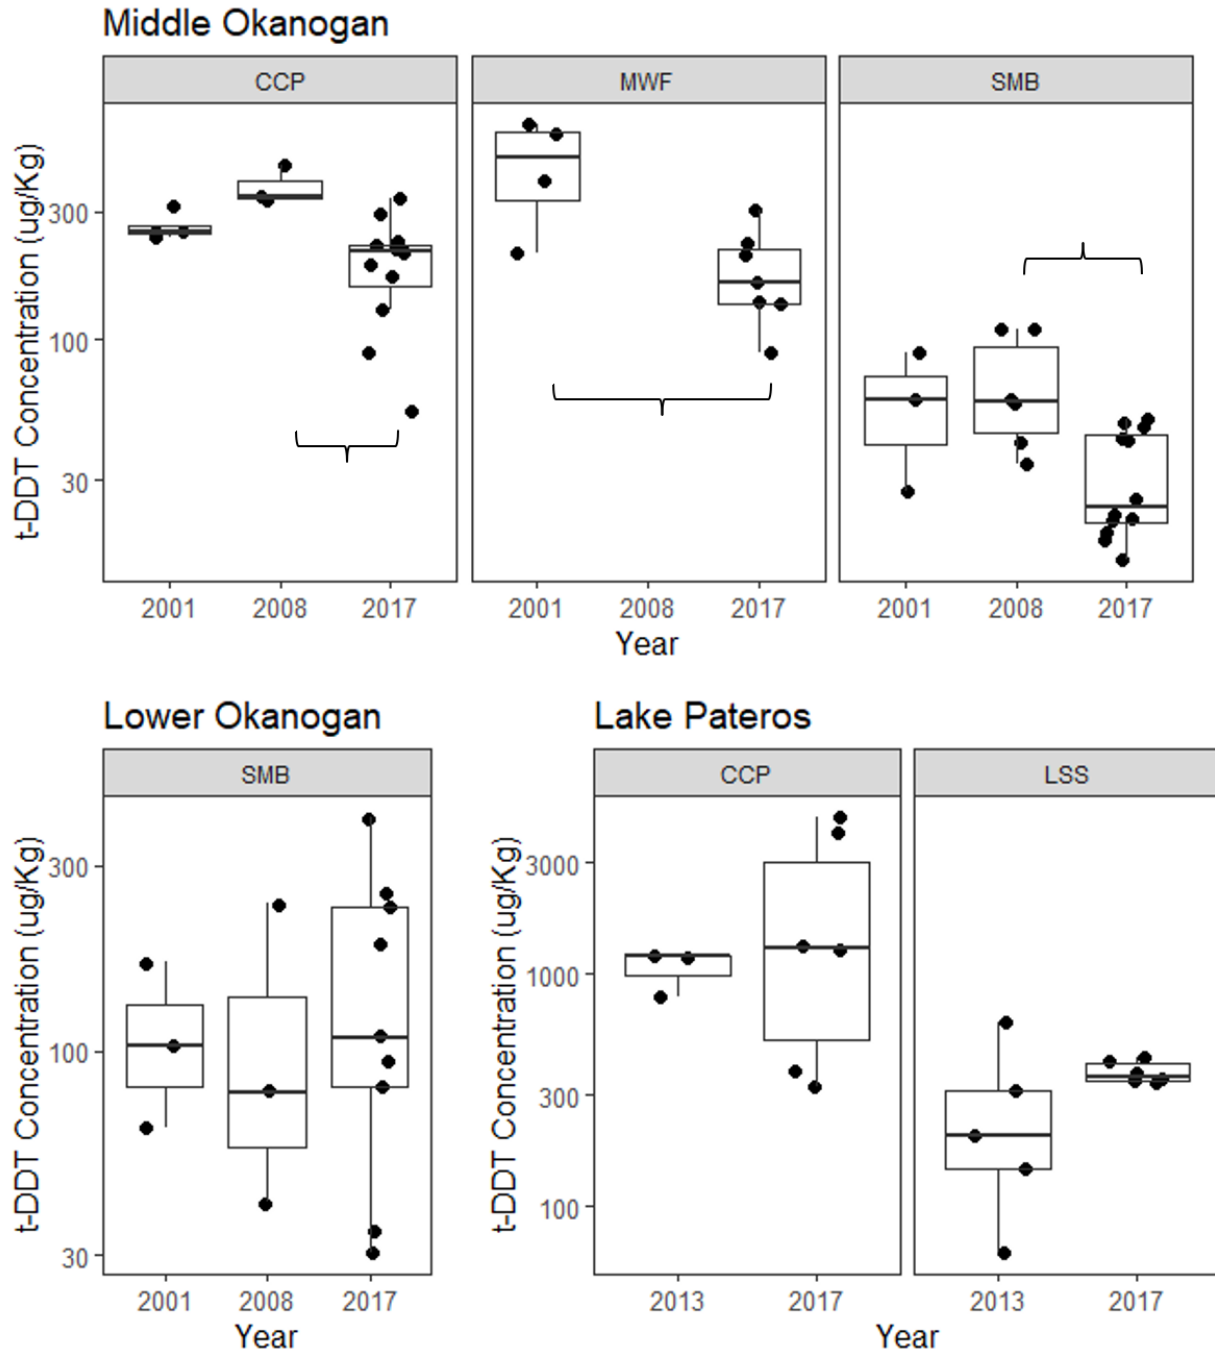 Middle Okanogan
CCP MWF SMB
t-DDT Concentration (ug/Kg)
300
100
30
2001 2008 2017 2001 2008 2017 2001 2008 2017
Year
Lower Okanogan
SMB
t-DDT Concentration (ug/Kg)
300
100
30
2001 2008 2017
Year
Lake Pateros
CCP LSS
t-DDT Concentration (ug/Kg)
3000
1000
300
100
2013 2017 2013 2017
Year